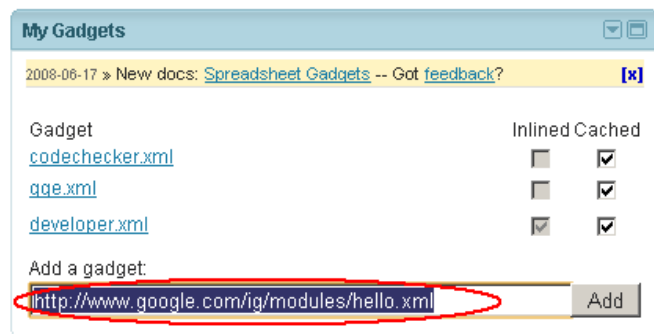 My Gadgets
2008-06-17 » New docs: Spreadsheet Gadgets -- Got feedback? [x]
Gadget Inlined Cached
codechecker.xml
gge.xml
developer.xml
Add a gadget:
http://www.google.com/ig/modules/hello.xml Add